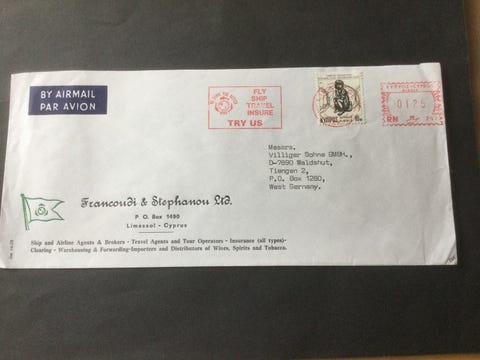 BY AIRMAIL
PAR AVION
FLY
SHIP
TRAVEL
INSURE
TRY US
ΚΥΠΡΟΣ-CYPRUS
0125
RN
Messrs.
Villiger Sohne GMBH.,
D-7890 Waldshut,
Tiengen 2,
P.O. Box 1280,
West Germany.
Francoudi & Stephanou Ltd.
P. O. Box 1490
Limassol - Cyprus
Ship and Airline Agents & Brokers - Travel Agents and Tour Operators - Insurance (all types)-
Clearing - Warehousing & Forwarding-Importers and Distributors of Wines, Spirits and Tobacco.